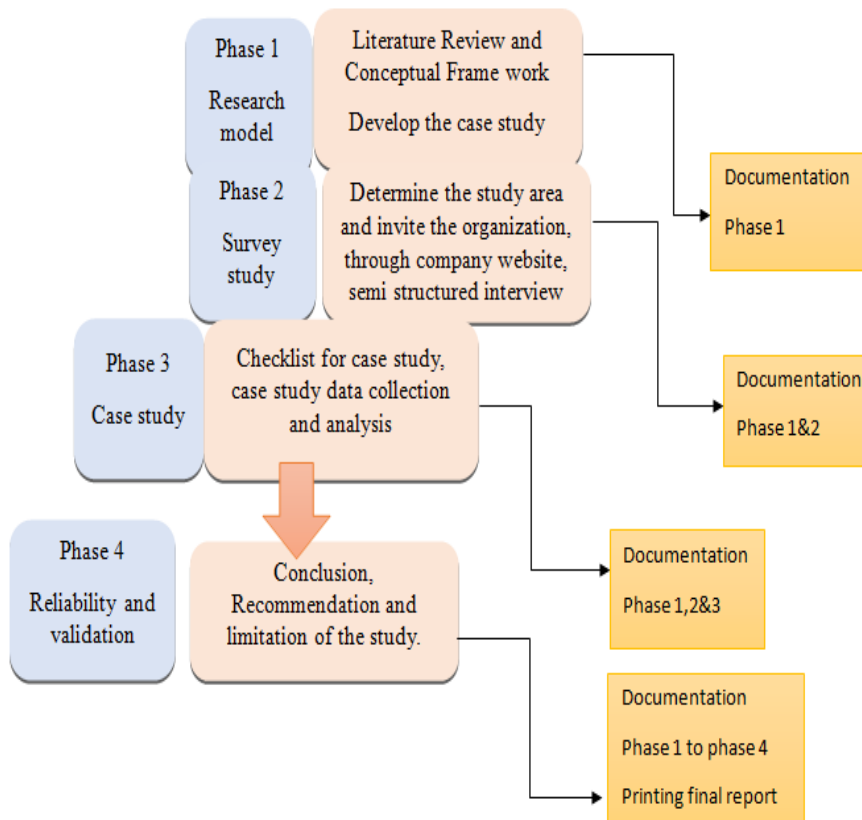 Phase 1
Research
model
Literature Review and
Conceptual Frame work
Develop the case study
Documentation
Phase 1
Phase 2
Survey
study
Determine the study area
and invite the organization,
through company website,
semi structured interview
Documentation
Phase 1&2
Phase 3
Case study
Checklist for case study,
case study data collection
and analysis
Documentation
Phase 1,2&3
Phase 4
Reliability and
validation
Conclusion,
Recommendation and
limitation of the study.
Documentation
Phase 1 to phase 4
Printing final report